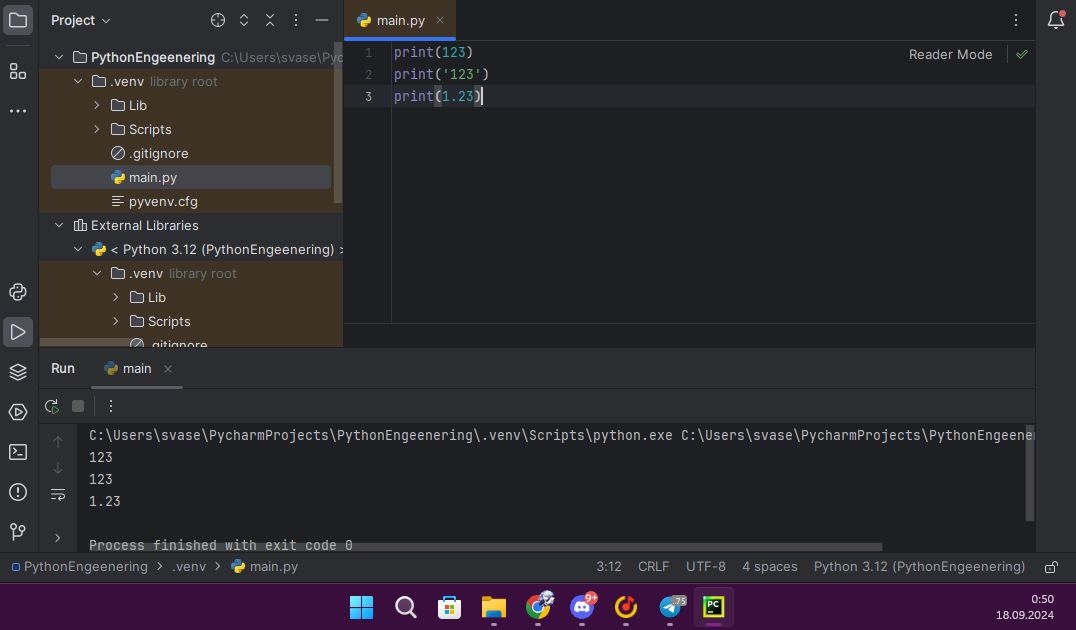 Project
main.py
PythonEngeenering C:\Users\svase\Pyc
.venv library root
Lib
Scripts
.gitignore
main.py
pyvenv.cfg
External Libraries
< Python 3.12 (PythonEngeenering) >
.venv library root
Lib
Scripts
.gitignore
1 print(123)
2 print('123')
3 print(1.23)
Reader Mode
Run main
C:\Users\svase\PycharmProjects\PythonEngeenering\.venv\Scripts\python.exe C:\Users\svase\PycharmProjects\PythonEngeener
123
123
1.23
Process finished with exit code 0
PythonEngeenering > .venv > main.py
3:12 CRLF UTF-8 4 spaces Python 3.12 (PythonEngeenering)
9+
75
PC
0:50
18.09.2024